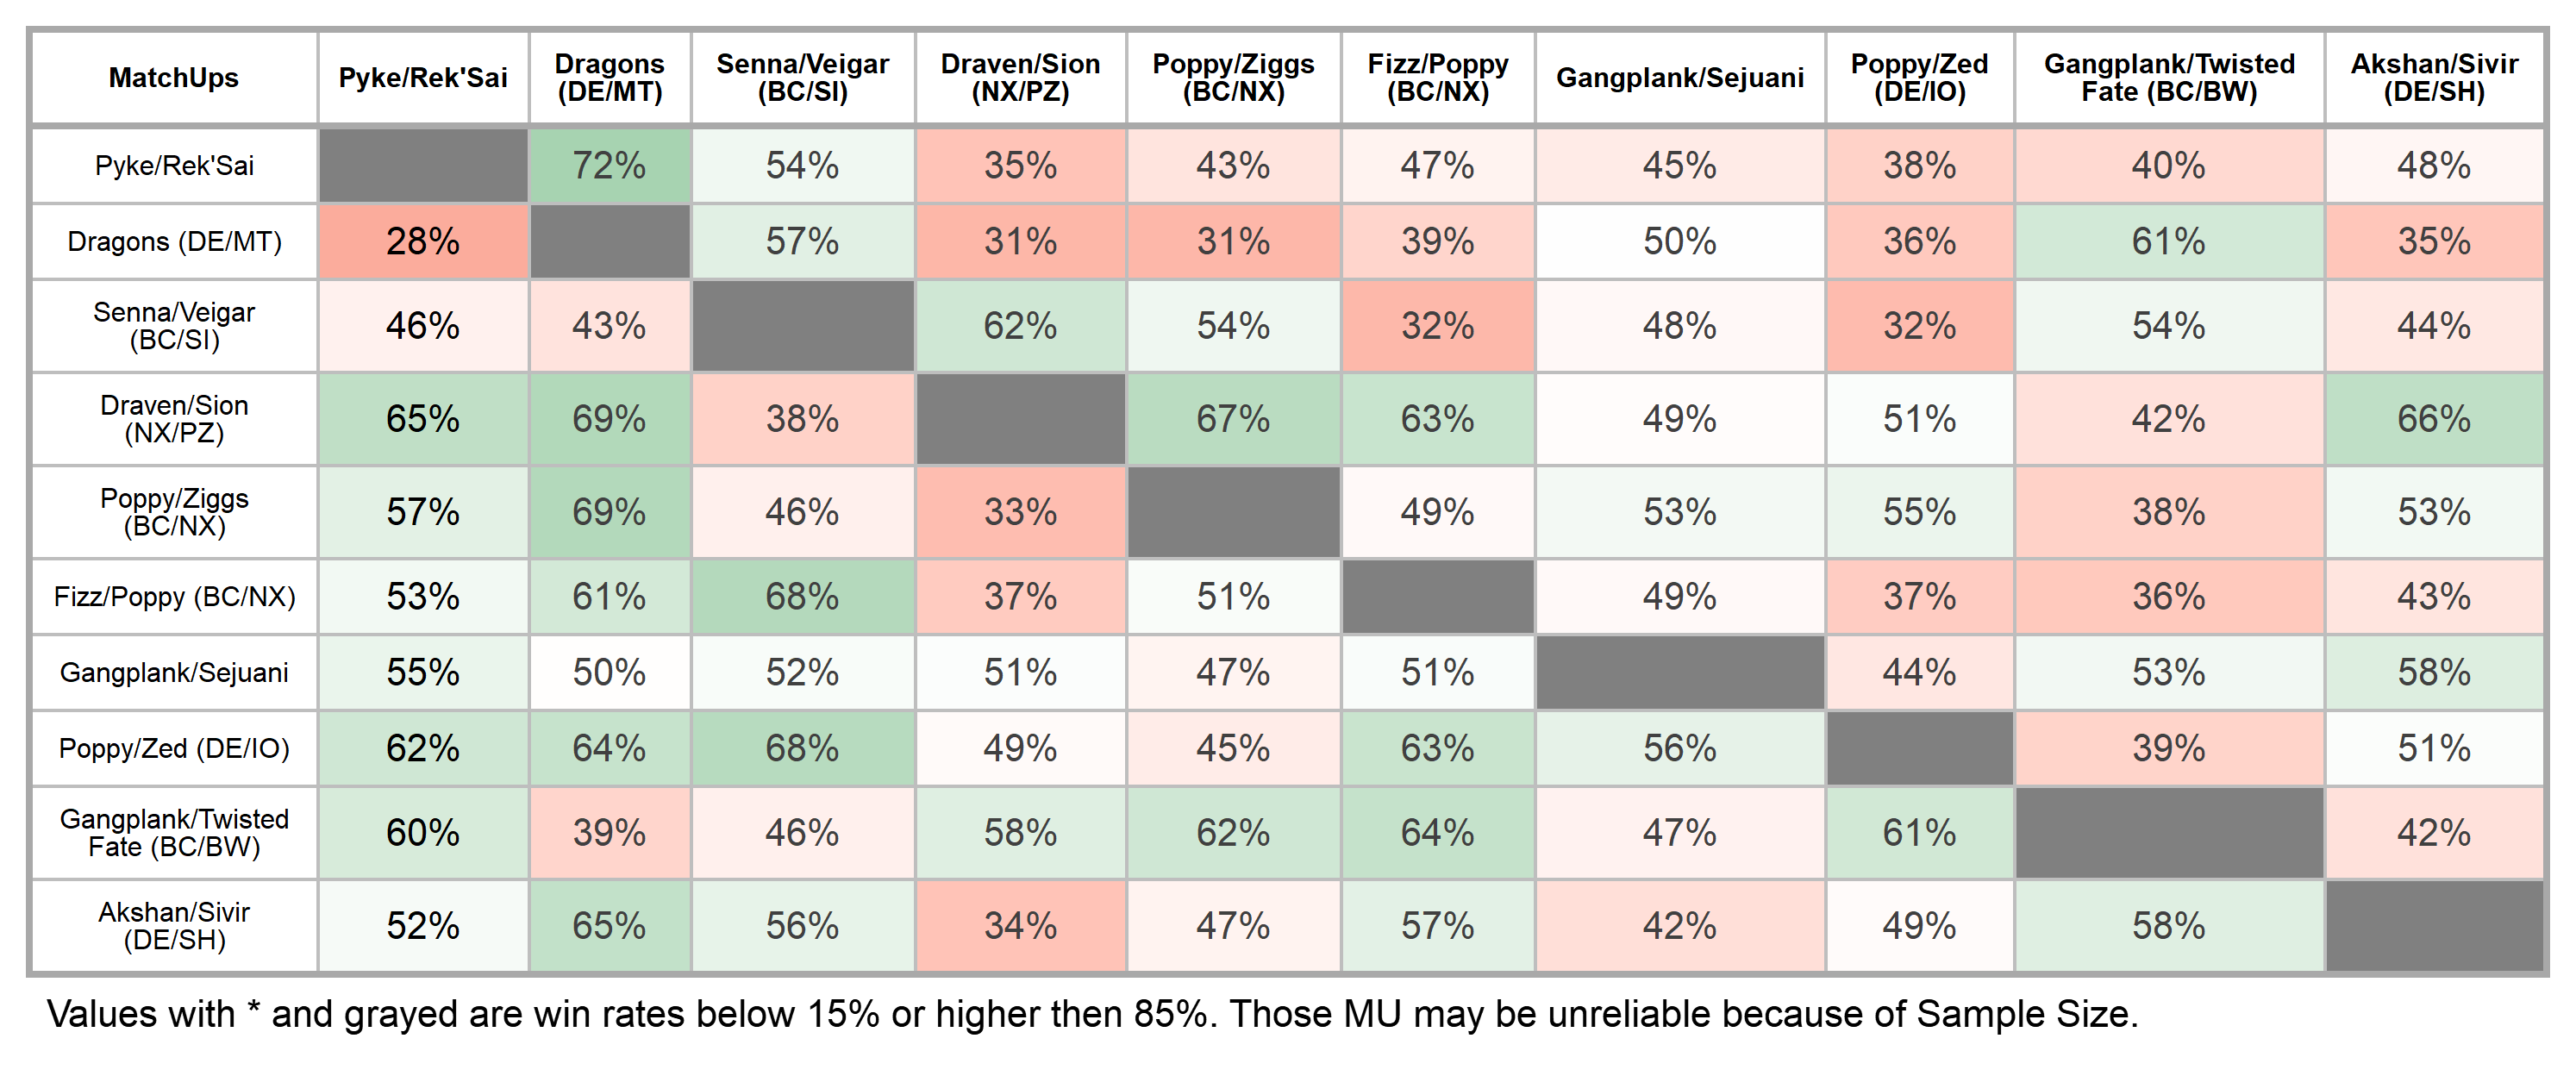 MatchUps Pyke/Rek'Sai Dragons (DE/MT) Senna/Veigar (BC/SI) Draven/Sion (NX/PZ) Poppy/Ziggs (BC/NX) Fizz/Poppy (BC/NX) Gangplank/Sejuani Poppy/Zed (DE/IO) Gangplank/Twisted Fate (BC/BW) Akshan/Sivir (DE/SH)
Pyke/Rek'Sai 72% 54% 35% 43% 47% 45% 38% 40% 48%
Dragons (DE/MT) 28% 57% 31% 31% 39% 50% 36% 61% 35%
Senna/Veigar (BC/SI) 46% 43% 62% 54% 32% 48% 32% 54% 44%
Draven/Sion (NX/PZ) 65% 69% 38% 67% 63% 49% 51% 42% 66%
Poppy/Ziggs (BC/NX) 57% 69% 46% 33% 49% 53% 55% 38% 53%
Fizz/Poppy (BC/NX) 53% 61% 68% 37% 51% 49% 37% 36% 43%
Gangplank/Sejuani 55% 50% 52% 51% 47% 51% 44% 53% 58%
Poppy/Zed (DE/IO) 62% 64% 68% 49% 45% 63% 56% 39% 51%
Gangplank/Twisted Fate (BC/BW) 60% 39% 46% 58% 62% 64% 47% 61% 42%
Akshan/Sivir (DE/SH) 52% 65% 56% 34% 47% 57% 42% 49% 58%
Values with * and grayed are win rates below 15% or higher then 85%. Those MU may be unreliable because of Sample Size.